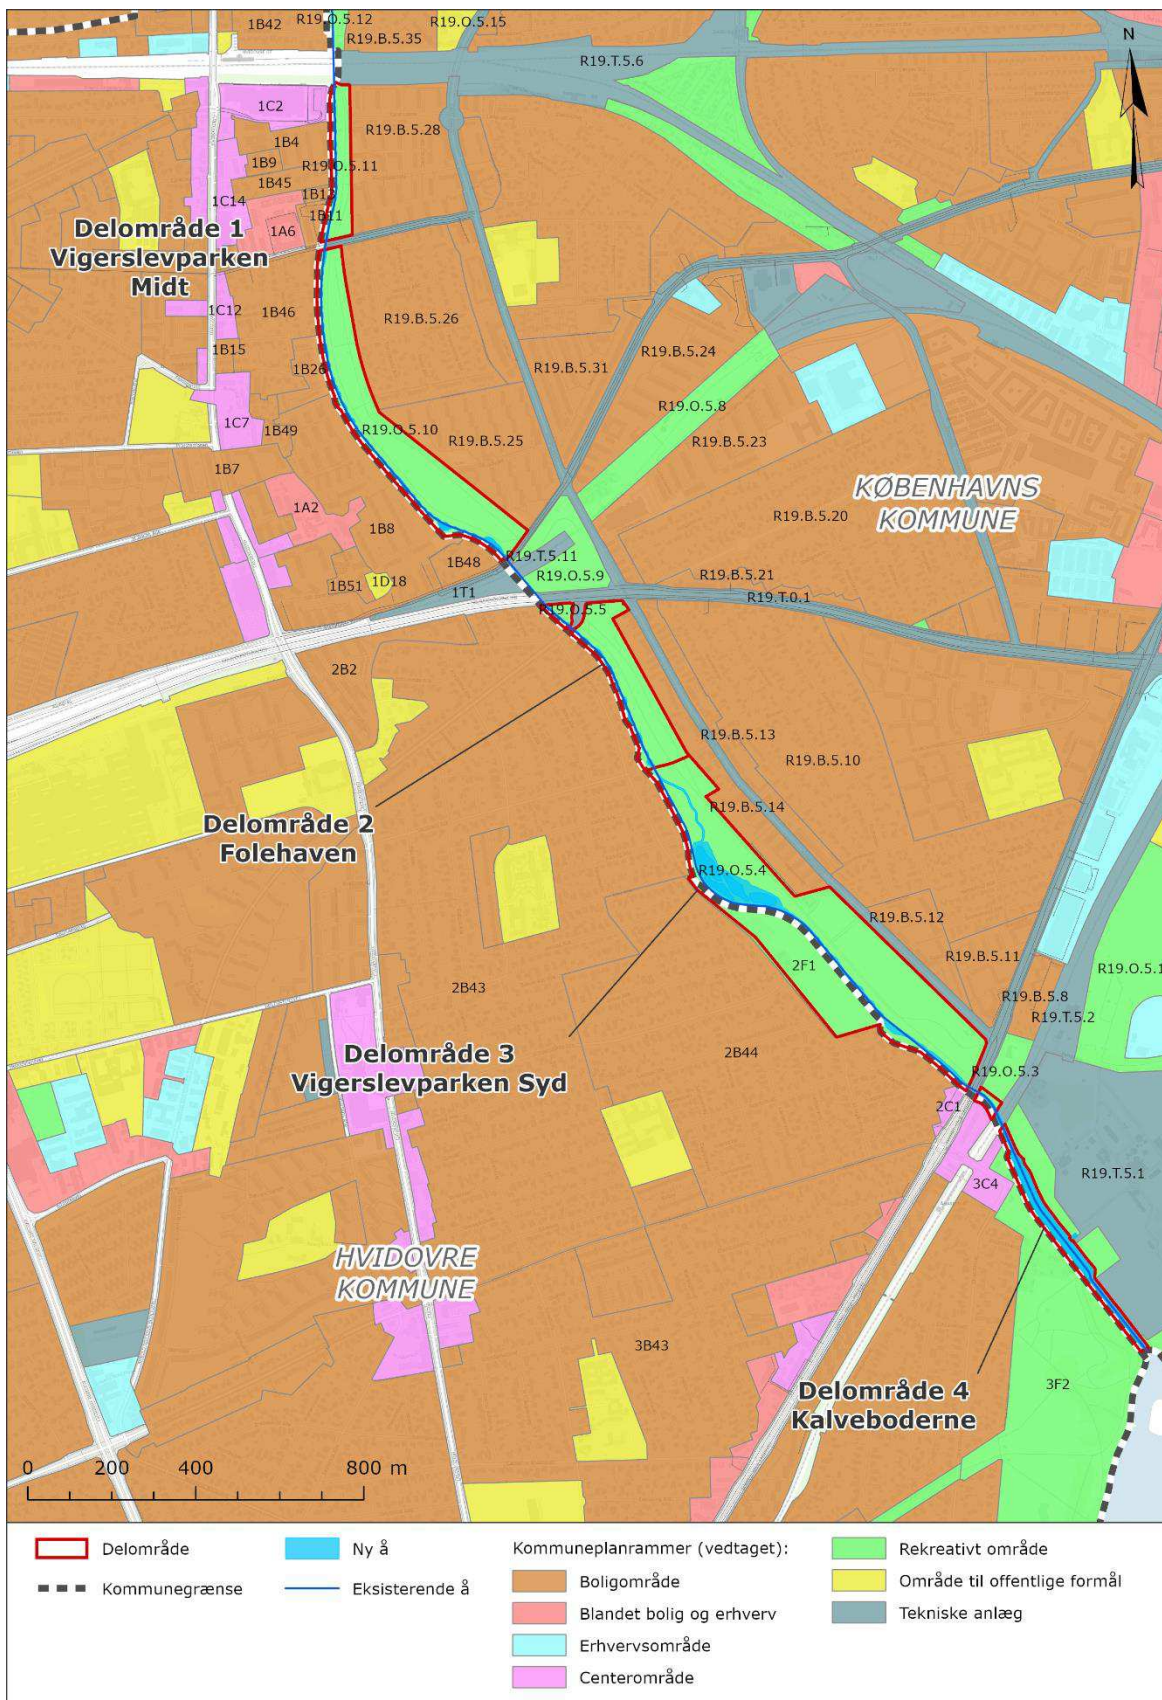 1B42
R19.O.5.12
R19.O.5.15
R19.B.5.35
N
R19.T.5.6
1C2
R19.B.5.28
1B4
1B9
R19.O.5.11
1B45
1C14
1B11
1A6
Delområde 1
Vigerslevparken
Midt
1C12
1B46
R19.B.5.26
1B15
1B26
R19.B.5.31
R19.B.5.24
R19.O.5.8
1C7
1B49
R19.O.5.10
R19.B.5.25
R19.B.5.23
1B7
KØBENHAVNS
KOMMUNE
1A2
1B8
R19.B.5.20
1B48
R19.T.5.11
1B51
1D18
1T1
R19.O.5.9
R19.B.5.21
R19.T.0.1
R19.O.5.5
2B2
R19.B.5.13
R19.B.5.10
R19.B.5.14
Delområde 2
Folehaven
R19.O.5.4
R19.B.5.12
R19.B.5.11
2F1
R19.O.5.1
R19.B.5.8
2B43
R19.T.5.2
Delområde 3
Vigerslevparken Syd
2B44
R19.O.5.3
2C1
R19.T.5.1
3C4
HVIDOVRE
KOMMUNE
3B43
3F2
Delområde 4
Kalveboderne
0 200 400 800 m
Delområde
Kommunegrænse
Ny å
Eksisterende å
Kommuneplanrammer (vedtaget):
Boligområde
Blandet bolig og erhverv
Erhvervsområde
Centerområde
Rekreativt område
Område til offentlige formål
Tekniske anlæg